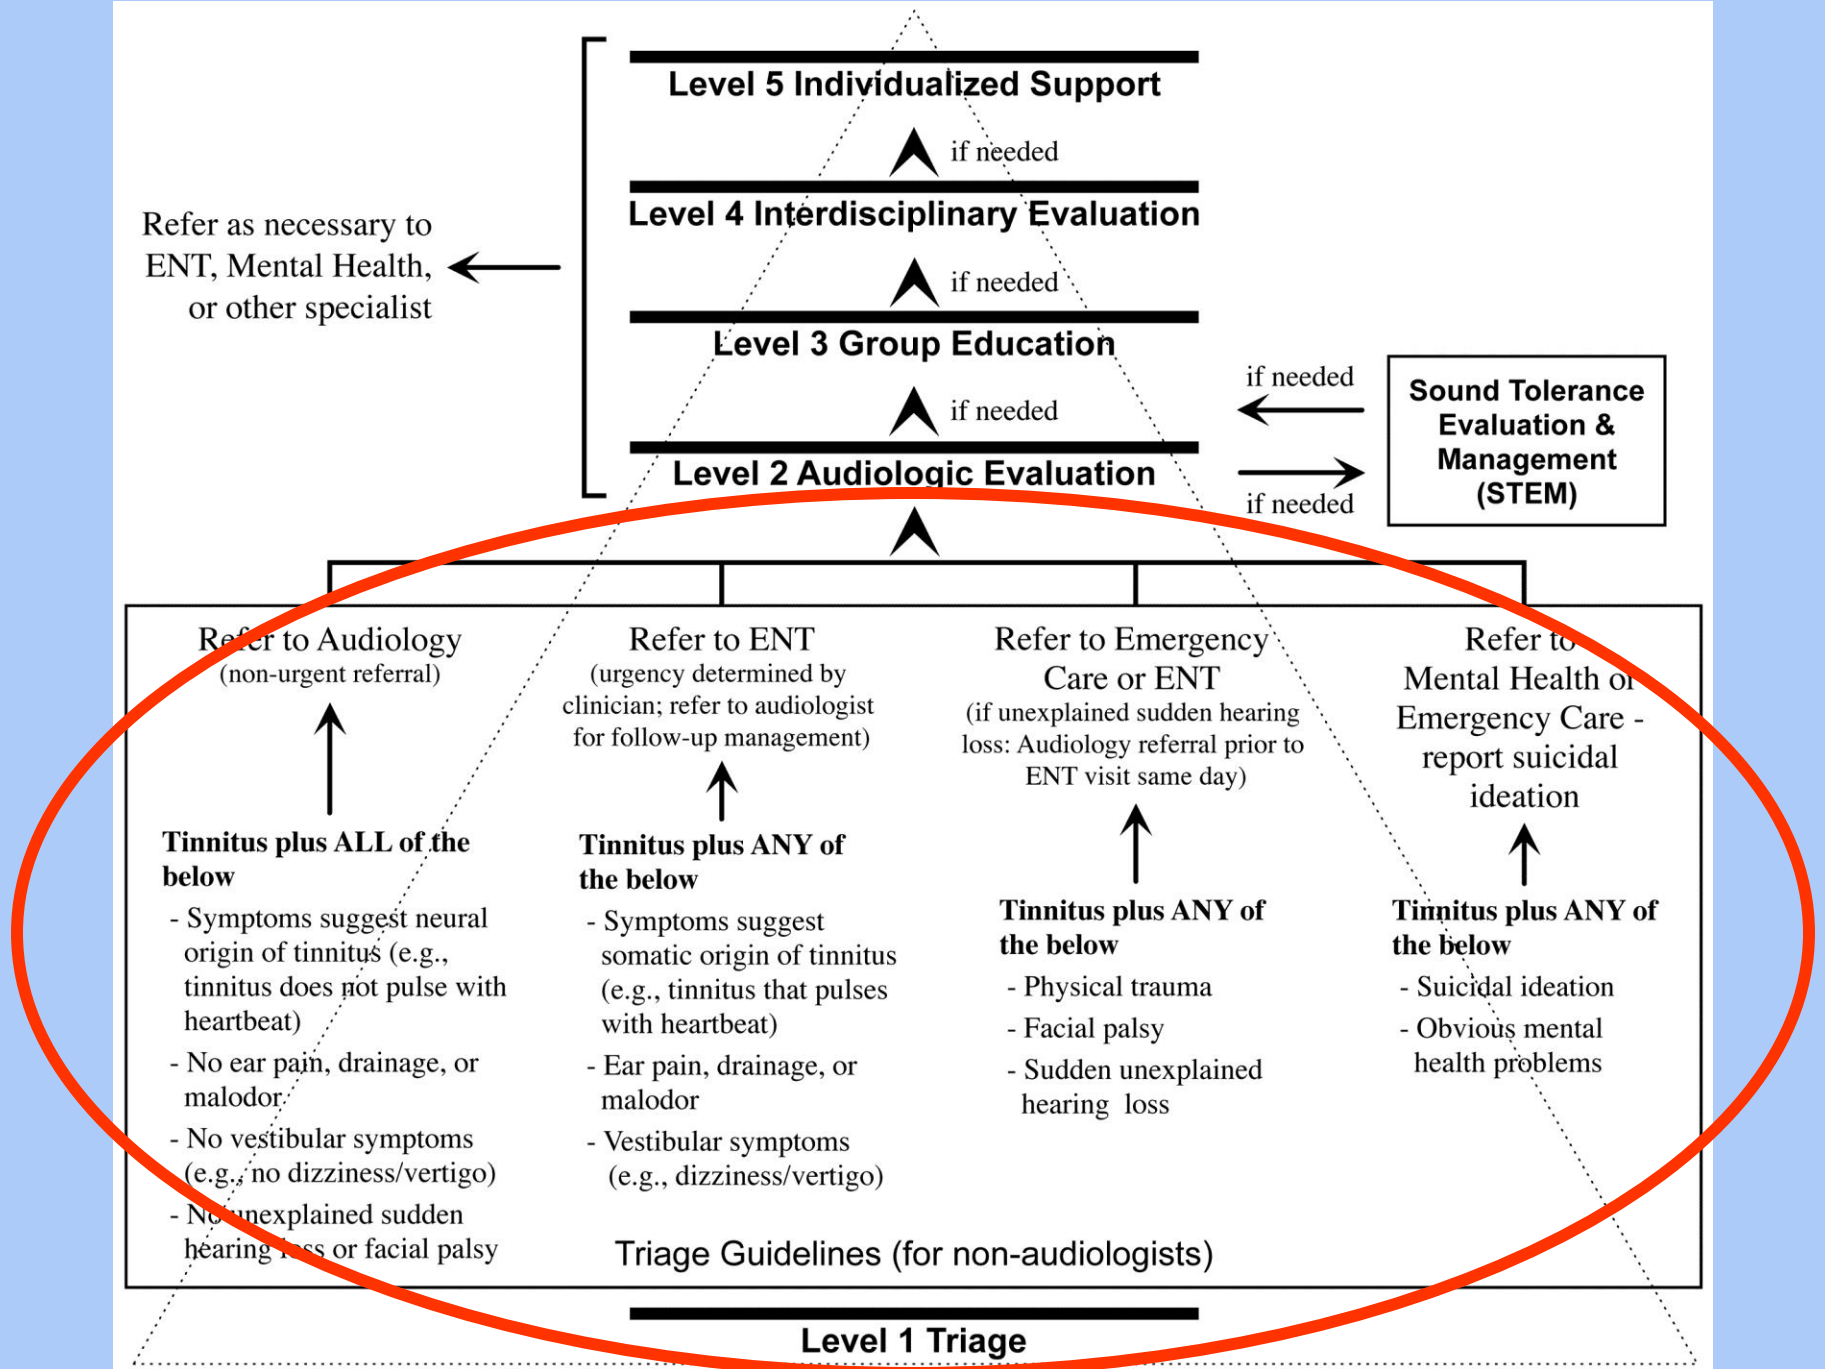 Level 5 Individualized Support
if needed
Level 4 Interdisciplinary Evaluation
if needed
Level 3 Group Education
if needed
Level 2 Audiologic Evaluation
Refer as necessary to
ENT, Mental Health,
or other specialist
if needed
if needed
Sound Tolerance
Evaluation &
Management
(STEM)
Refer to Audiology
(non-urgent referral)
Tinnitus plus ALL of the
below
- Symptoms suggest neural
origin of tinnitus (e.g.,
tinnitus does not pulse with
heartbeat)
- No ear pain, drainage, or
malodor
- No vestibular symptoms
(e.g., no dizziness/vertigo)
- No unexplained sudden
hearing loss or facial palsy
Refer to ENT
(urgency determined by
clinician; refer to audiologist
for follow-up management)
Tinnitus plus ANY of
the below
- Symptoms suggest
somatic origin of tinnitus
(e.g., tinnitus that pulses
with heartbeat)
- Ear pain, drainage, or
malodor
- Vestibular symptoms
(e.g., dizziness/vertigo)
Refer to Emergency
Care or ENT
(if unexplained sudden hearing
loss: Audiology referral prior to
ENT visit same day)
Tinnitus plus ANY of
the below
- Physical trauma
- Facial palsy
- Sudden unexplained
hearing loss
Refer to
Mental Health or
Emergency Care -
report suicidal
ideation
Tinnitus plus ANY of
the below
- Suicidal ideation
- Obvious mental
health problems
Triage Guidelines (for non-audiologists)
Level 1 Triage